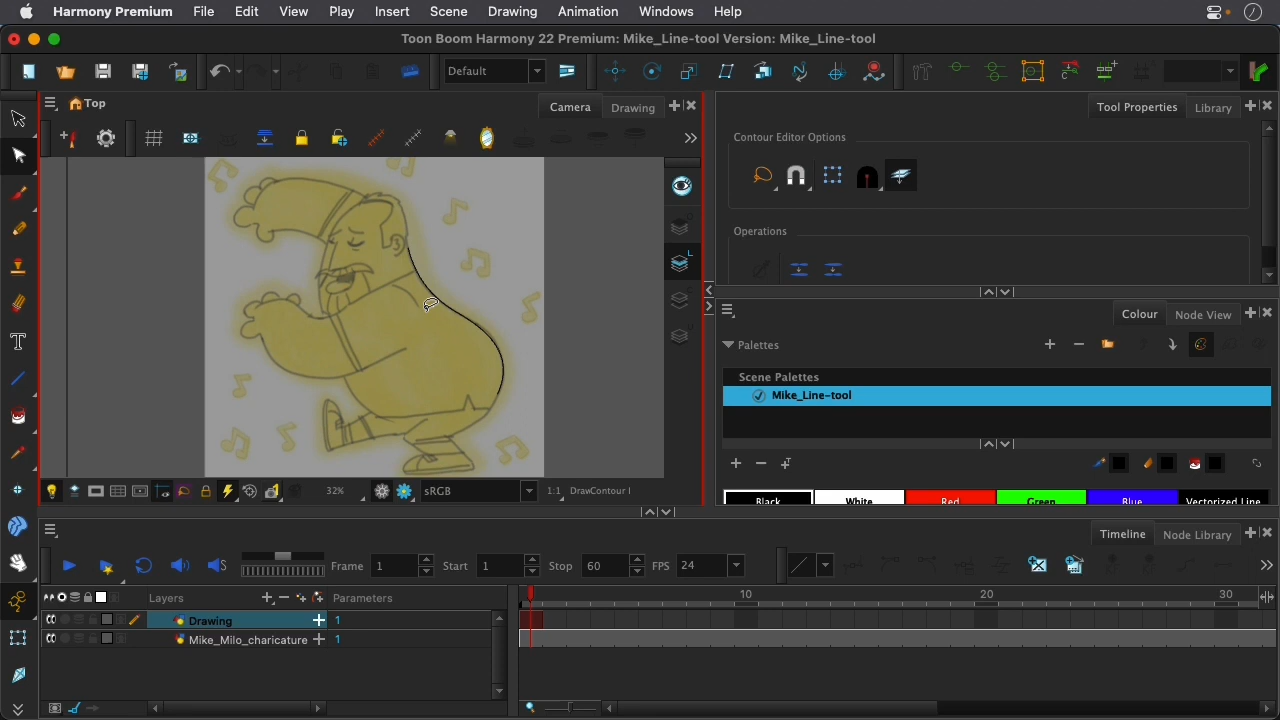 Harmony Premium File Edit View Play Insert Scene Drawing Animation Windows Help
Toon Boom Harmony 22 Premium: Mike_Line-tool Version: Mike_Line-tool
Default
Top
Camera
Drawing
Tool Properties
Library
Contour Editor Options
Operations
Colour
Node View
Palettes
Scene Palettes
Mike_Line-tool
Black
White
Red
Green
Blue
Vectorized Line
32%
sRGB
1:1
DrawContour I
Timeline
Node Library
Frame 1 Start 1 Stop 60 FPS 24
Layers
Parameters
10
20
30
Drawing
1
Mike_Milo_charicature
1